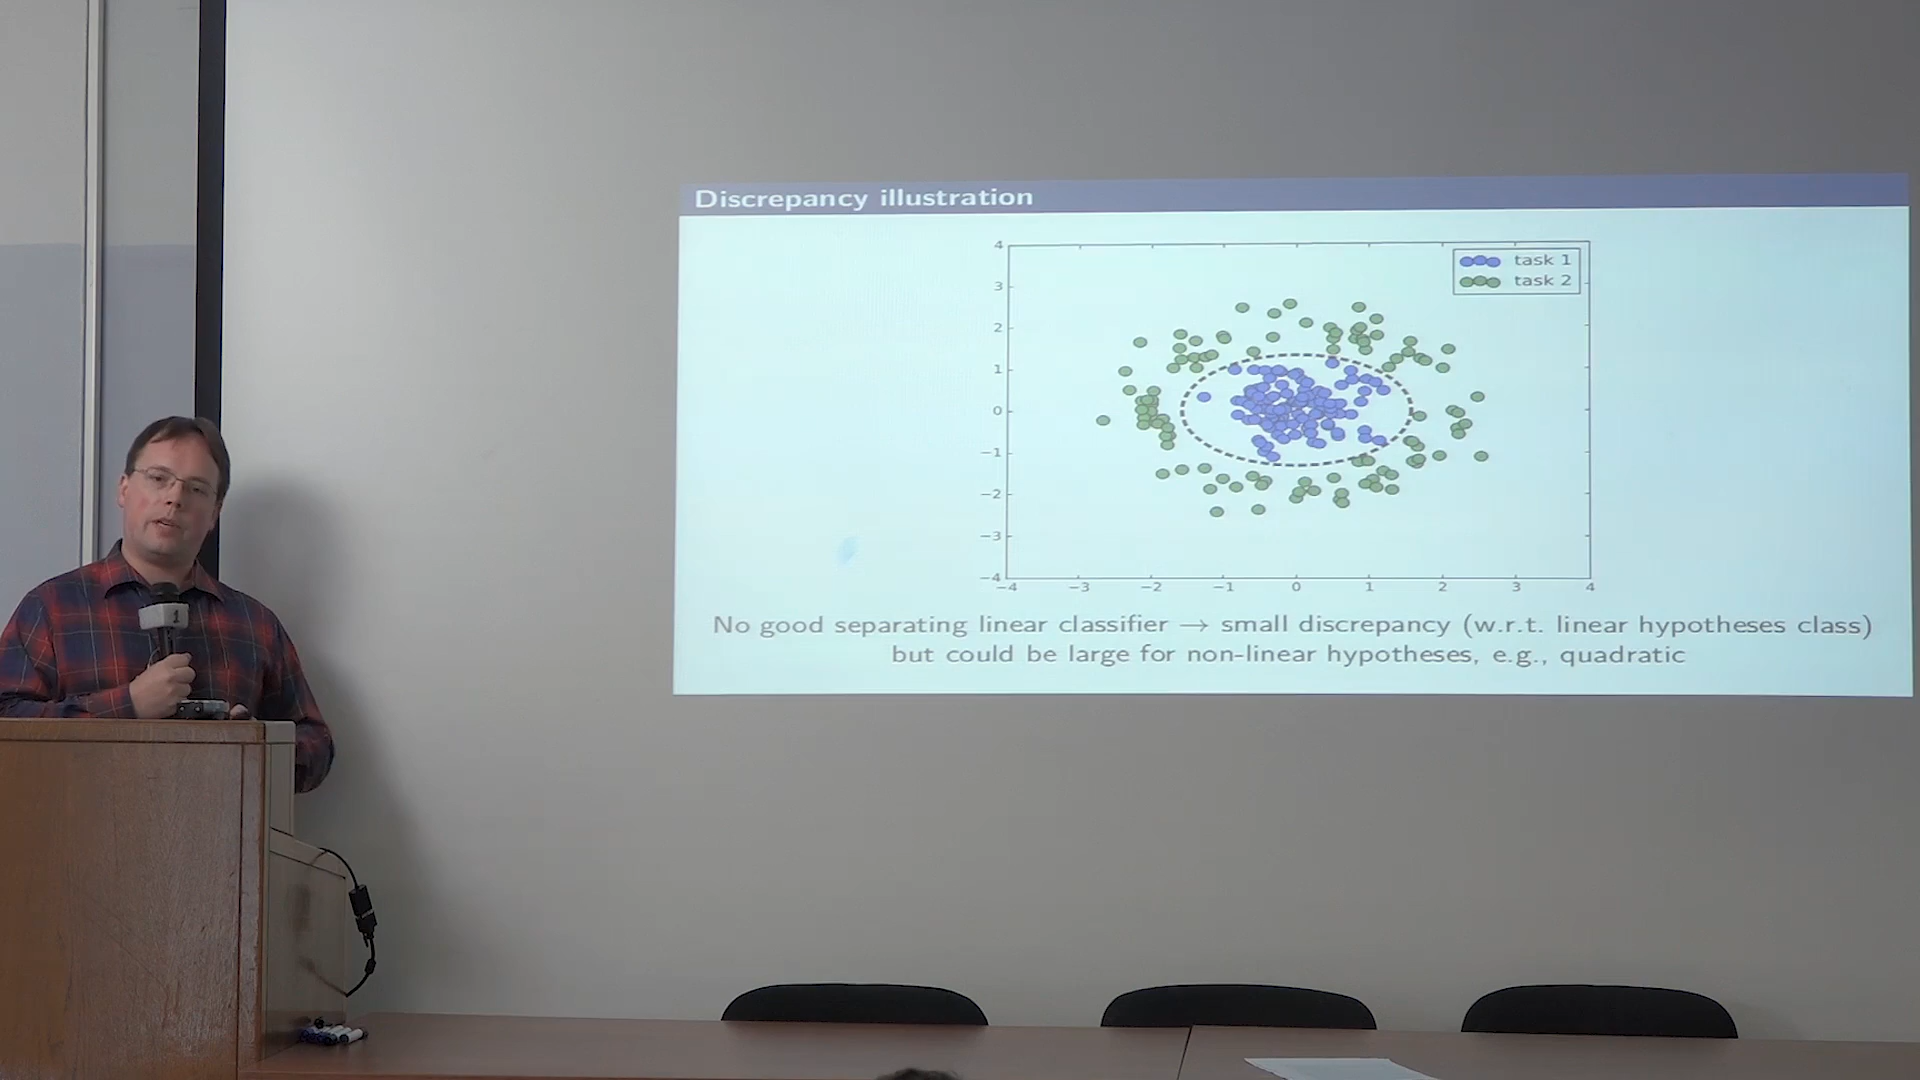 Discrepancy illustration
4
3
2
1
0
−1
−2
−3
−4
−4 −3 −2 −1 0 1 2 3 4
task 1
task 2
No good separating linear classifier → small discrepancy (w.r.t. linear hypotheses class)
but could be large for non-linear hypotheses, e.g., quadratic
1